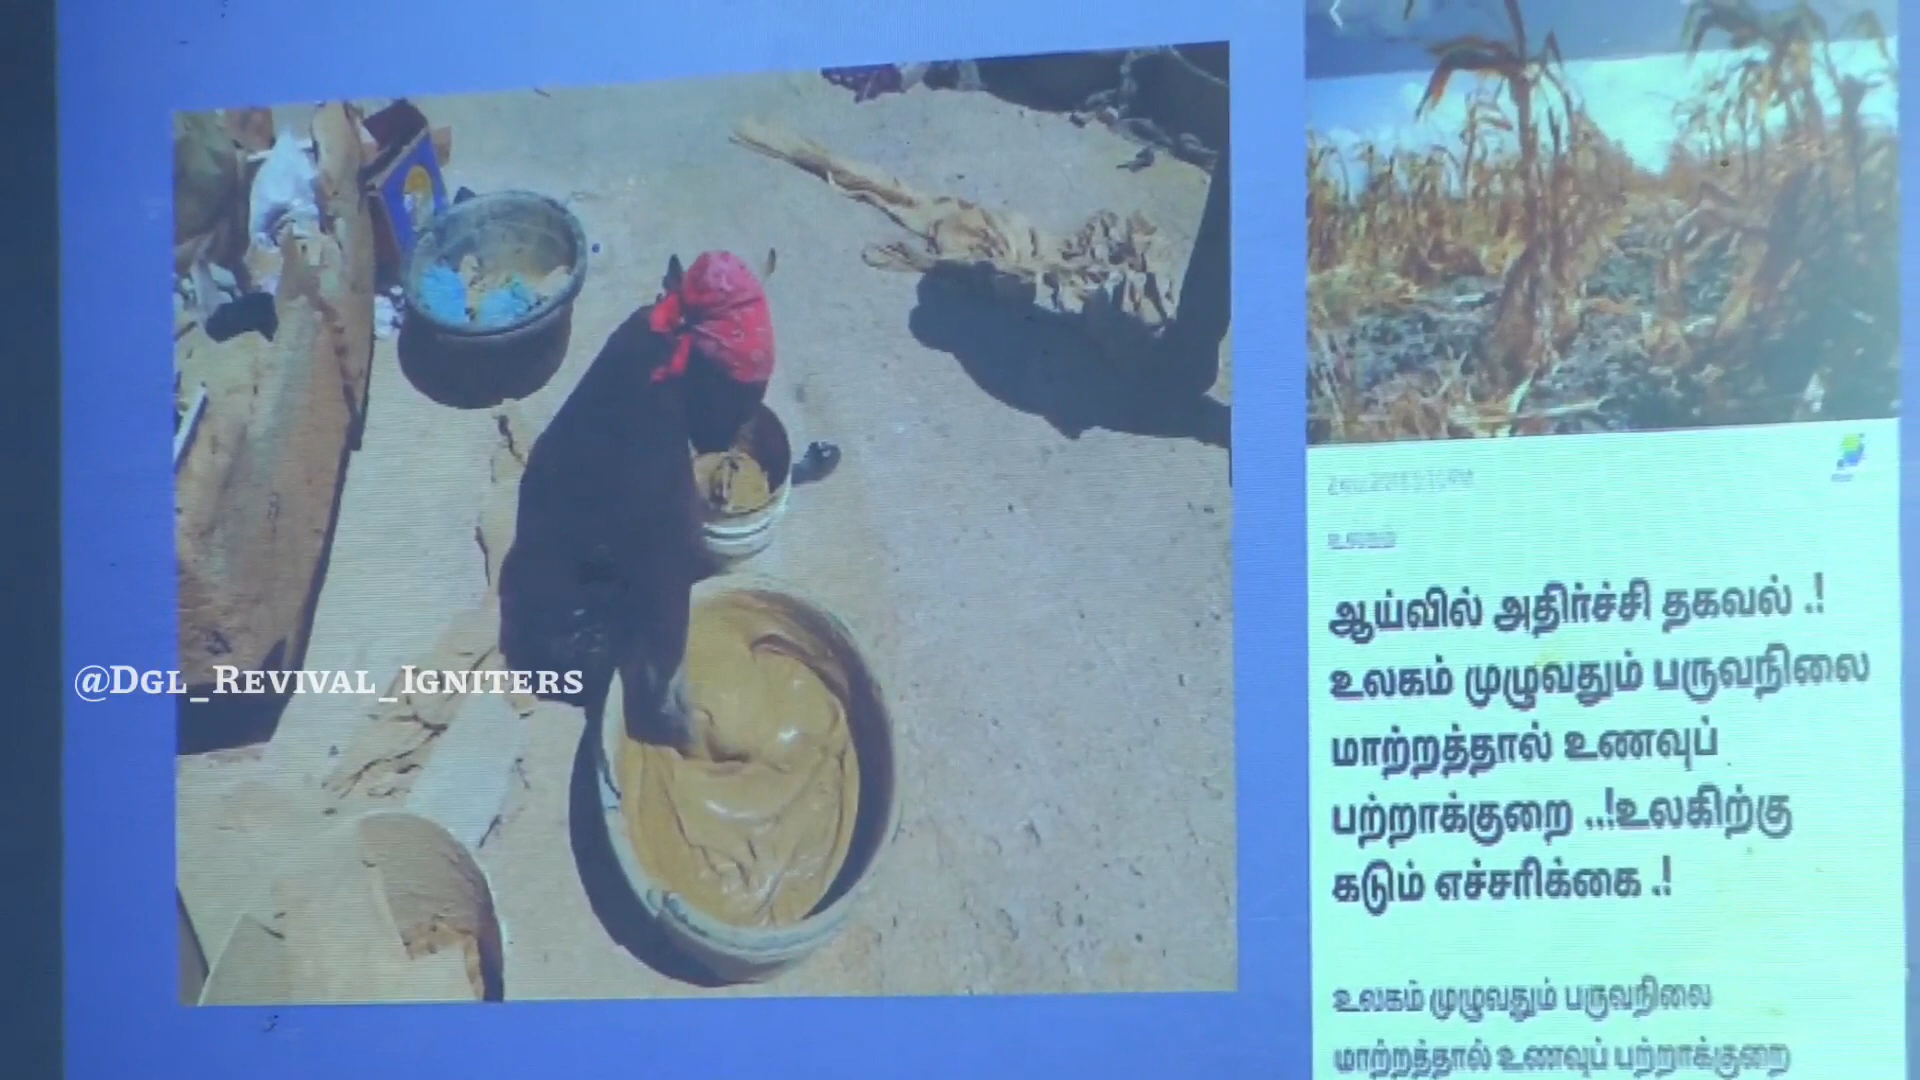 @Dgl_Revival_Igniters
உலகம்
ஆய்வில் அதிர்ச்சி தகவல் .!
உலகம் முழுவதும் பருவநிலை
மாற்றத்தால் உணவுப்
பற்றாக்குறை ..!உலகிற்கு
கடும் எச்சரிக்கை .!
உலகம் முழுவதும் பருவநிலை
மாற்றத்தால் உணவுப் பற்றாக்குறை